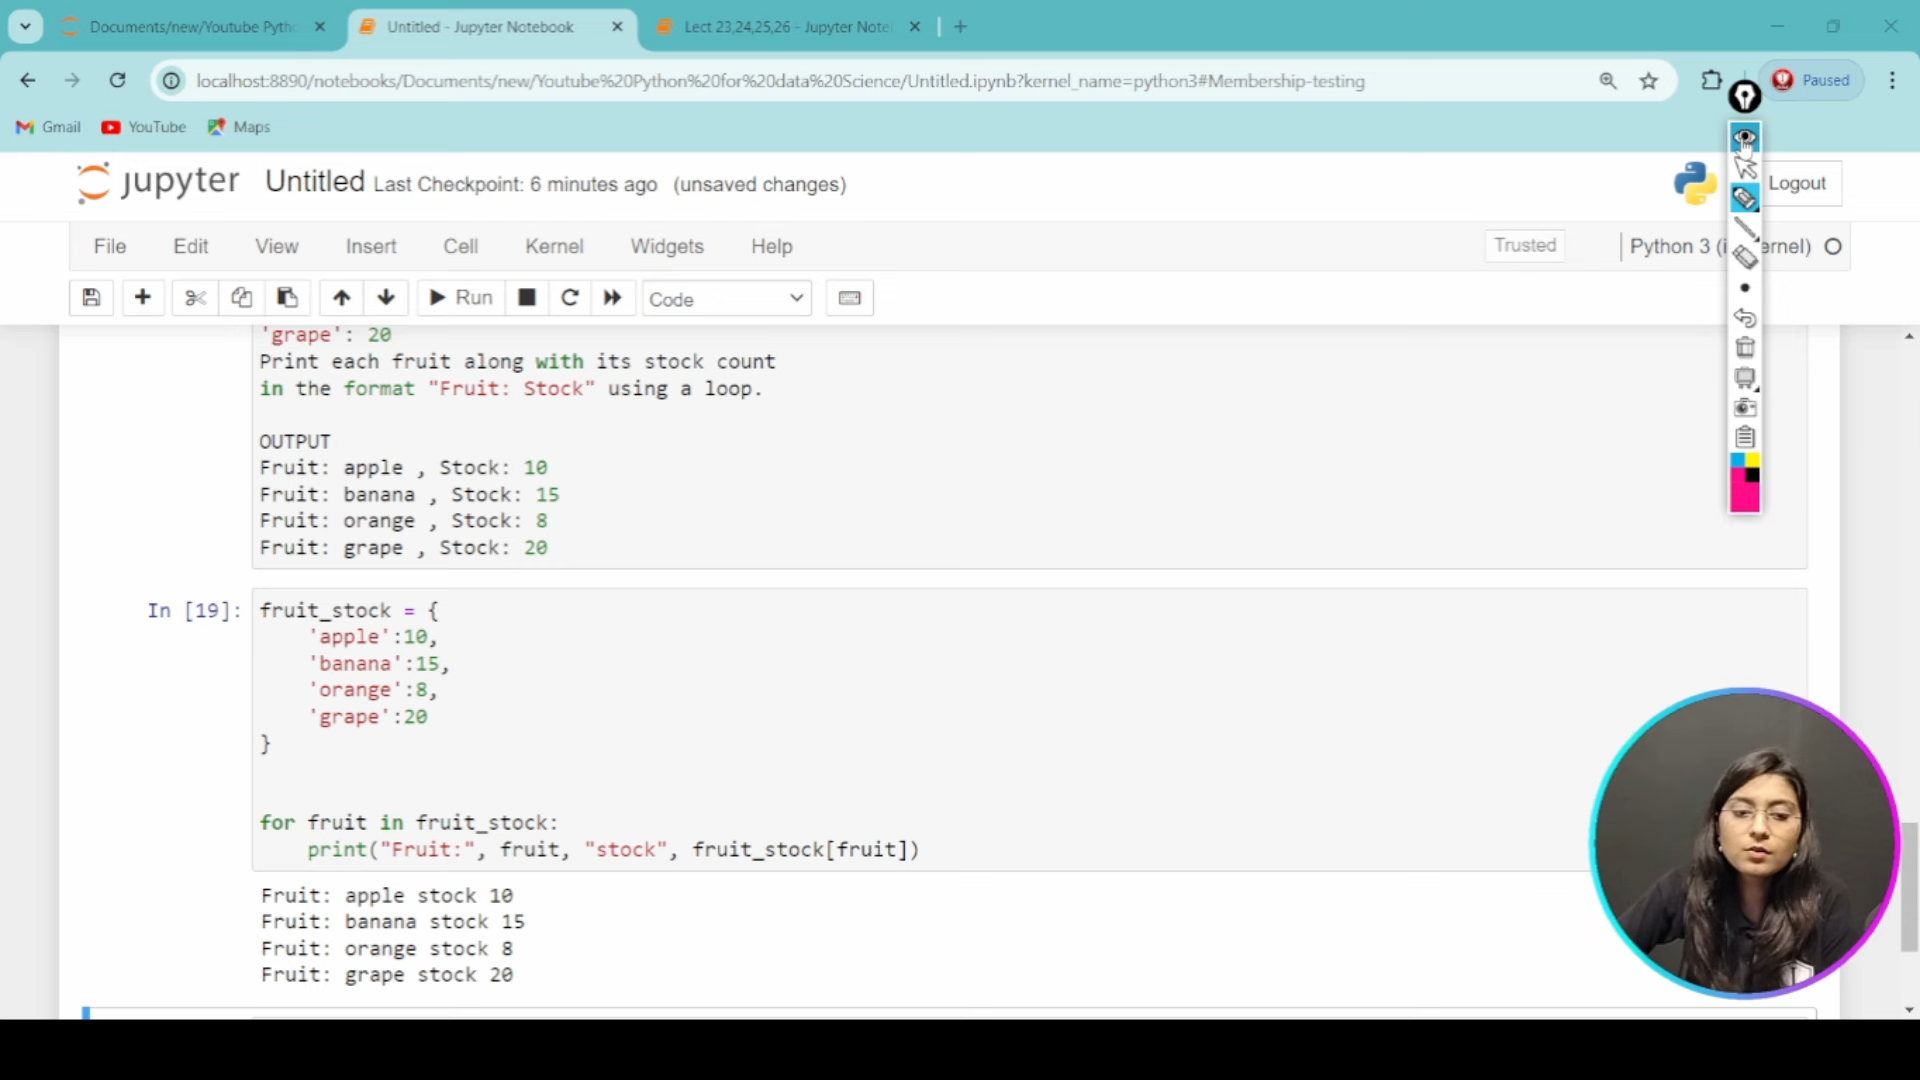 Documents/new/Youtube Pytho
Untitled - Jupyter Notebook
Lect 23,24,25,26 - Jupyter Note
localhost:8890/notebooks/Documents/new/Youtube%20Python%20for%20data%20Science/Untitled.ipynb?kernel_name=python3#Membership-testing
Paused
Gmail
YouTube
Maps
jupyter Untitled Last Checkpoint: 6 minutes ago (unsaved changes)
Logout
File Edit View Insert Cell Kernel Widgets Help
Trusted
Python 3 (i ernel)
Run
Code
'grape': 20
Print each fruit along with its stock count
in the format "Fruit: Stock" using a loop.
OUTPUT
Fruit: apple , Stock: 10
Fruit: banana , Stock: 15
Fruit: orange , Stock: 8
Fruit: grape , Stock: 20
In [19]: fruit_stock = {
'apple':10,
'banana':15,
'orange':8,
'grape':20
}
for fruit in fruit_stock:
print("Fruit:", fruit, "stock", fruit_stock[fruit])
Fruit: apple stock 10
Fruit: banana stock 15
Fruit: orange stock 8
Fruit: grape stock 20